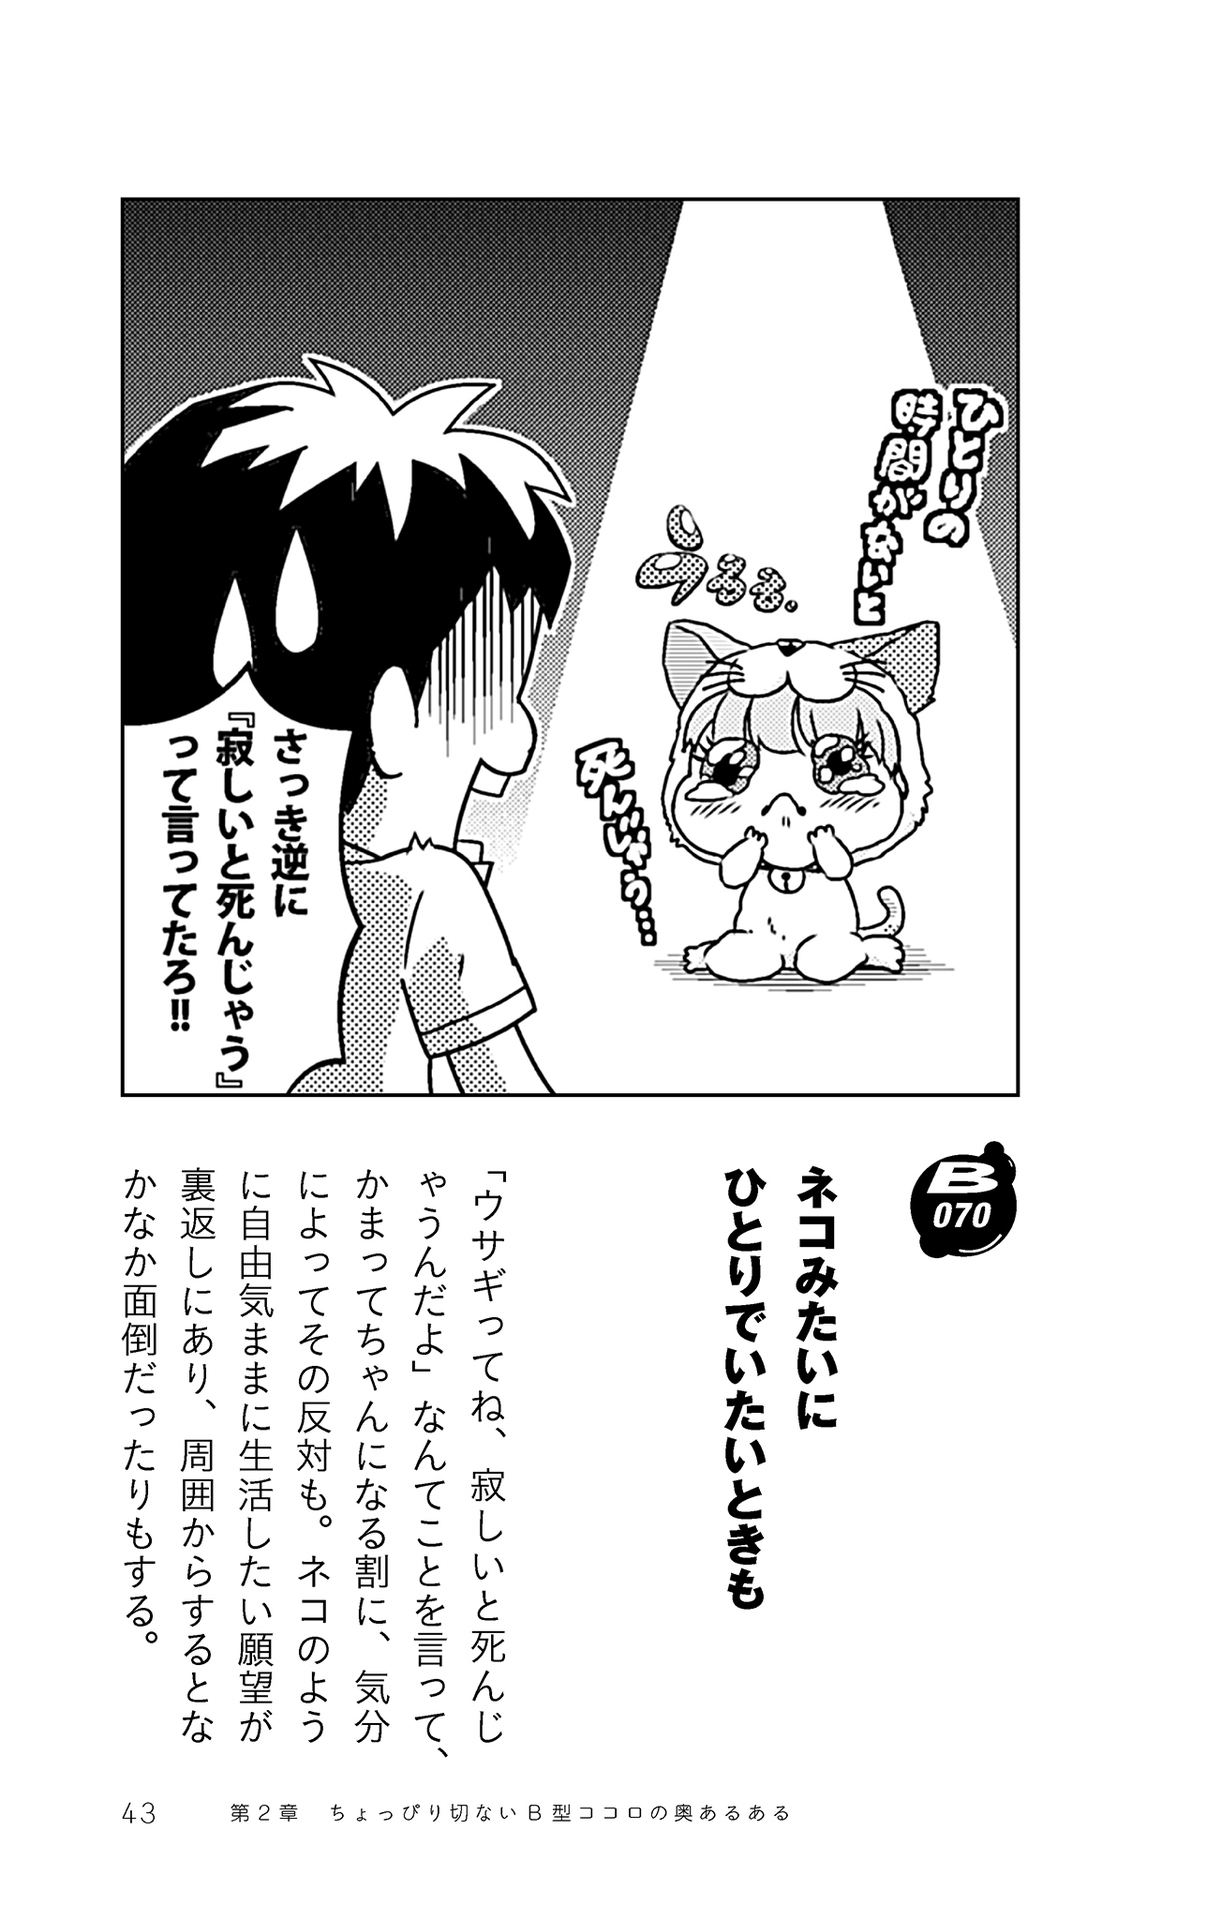 ひとりの
時間がないと
うるうる
死んじゃう…
さっき逆に
『寂しいと死んじゃう』
って言ってたろ!!
B
070
ネコみたいに
ひとりでいたいときも
「ウサギってね、寂しいと死んじ
ゃうんだよ」なんてことを言って、
かまってちゃんになる割に、気分
によってその反対も。ネコのよう
に自由気ままに生活したい願望が
裏返しにあり、周囲からするとな
かなか面倒だったりもする。
43 第2章 ちょっぴり切ないB型ココロの奥あるある